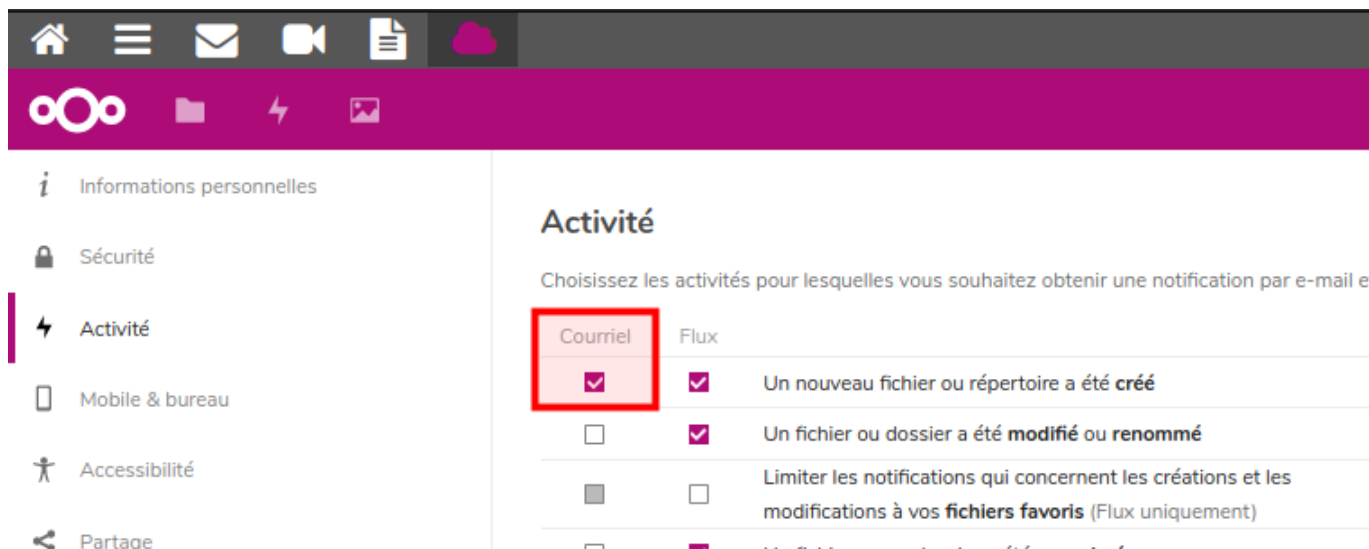 Informations personnelles
Sécurité
Activité
Mobile & bureau
Accessibilité
Partage
Activité
Choisissez les activités pour lesquelles vous souhaitez obtenir une notification par e-mail e
Courriel Flux
Un nouveau fichier ou répertoire a été créé
Un fichier ou dossier a été modifié ou renommé
Limiter les notifications qui concernent les créations et les
modifications à vos fichiers favoris (Flux uniquement)